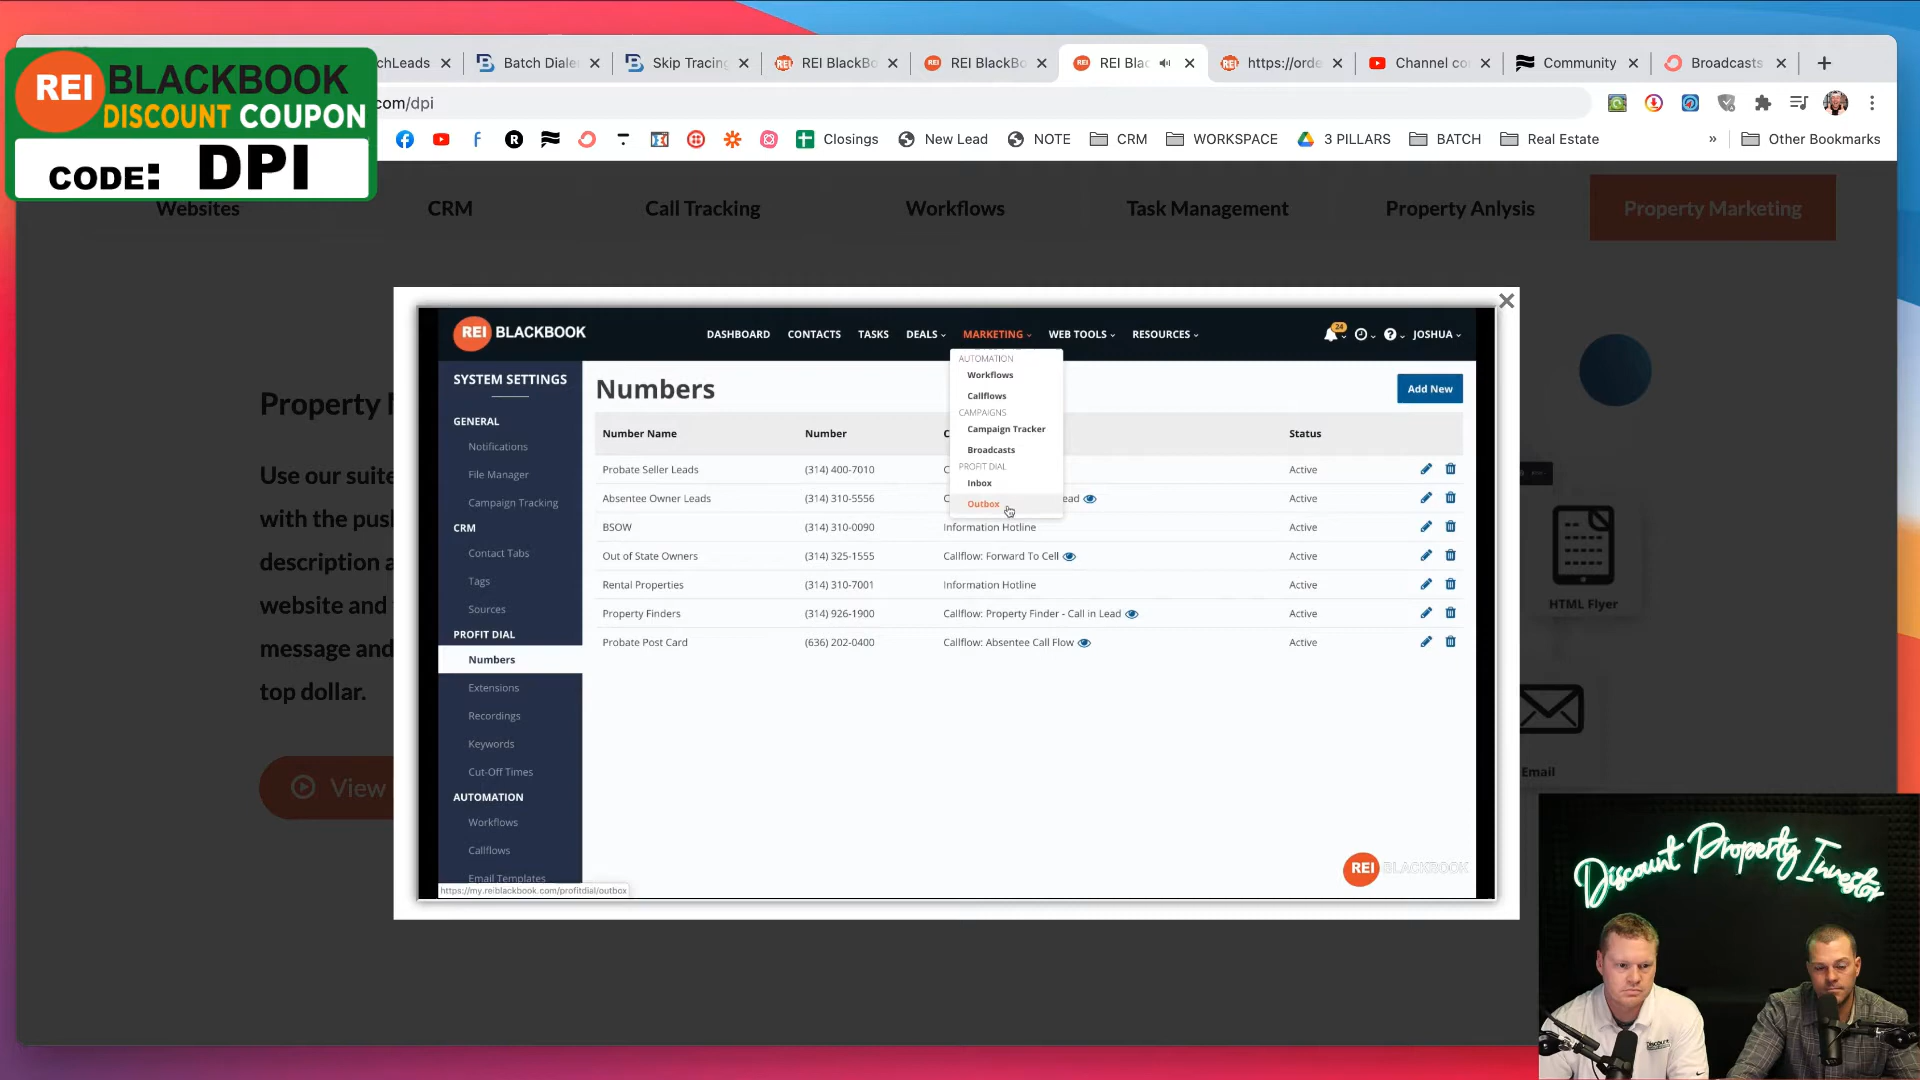 REI BLACKBOOK
DISCOUNT COUPON
CODE: DPI
chLeads
Batch Diale
Skip Tracing
REI BlackBo
REI BlackBo
REI Blac
https://orde
Channel co
Community
Broadcasts
com/dpi
Closings
New Lead
NOTE
CRM
WORKSPACE
3 PILLARS
BATCH
Real Estate
»
Other Bookmarks
Websites
CRM
Call Tracking
Workflows
Task Management
Property Anlysis
Property Marketing
Property
Use our suite
with the pus
description a
website and
message and
top dollar.
View
HTML Flyer
Email
REI BLACKBOOK
DASHBOARD
CONTACTS
TASKS
DEALS
MARKETING
WEB TOOLS
RESOURCES
24
JOSHUA
AUTOMATION
Workflows
Callflows
CAMPAIGNS
Campaign Tracker
Broadcasts
PROFIT DIAL
Inbox
Outbox
SYSTEM SETTINGS
GENERAL
Notifications
File Manager
Campaign Tracking
CRM
Contact Tabs
Tags
Sources
PROFIT DIAL
Numbers
Extensions
Recordings
Keywords
Cut-Off Times
AUTOMATION
Workflows
Callflows
Email Templates
https://my.reiblackbook.com/profitdial/outbox
Numbers
Add New
Number Name Number C Status
Probate Seller Leads (314) 400-7010 C Active
Absentee Owner Leads (314) 310-5556 C ead Active
BSOW (314) 310-0090 Information Hotline Active
Out of State Owners (314) 325-1555 Callflow: Forward To Cell Active
Rental Properties (314) 310-7001 Information Hotline Active
Property Finders (314) 926-1900 Callflow: Property Finder - Call in Lead Active
Probate Post Card (636) 202-0400 Callflow: Absentee Call Flow Active
REI BLACKBOOK
Discount Property Investor